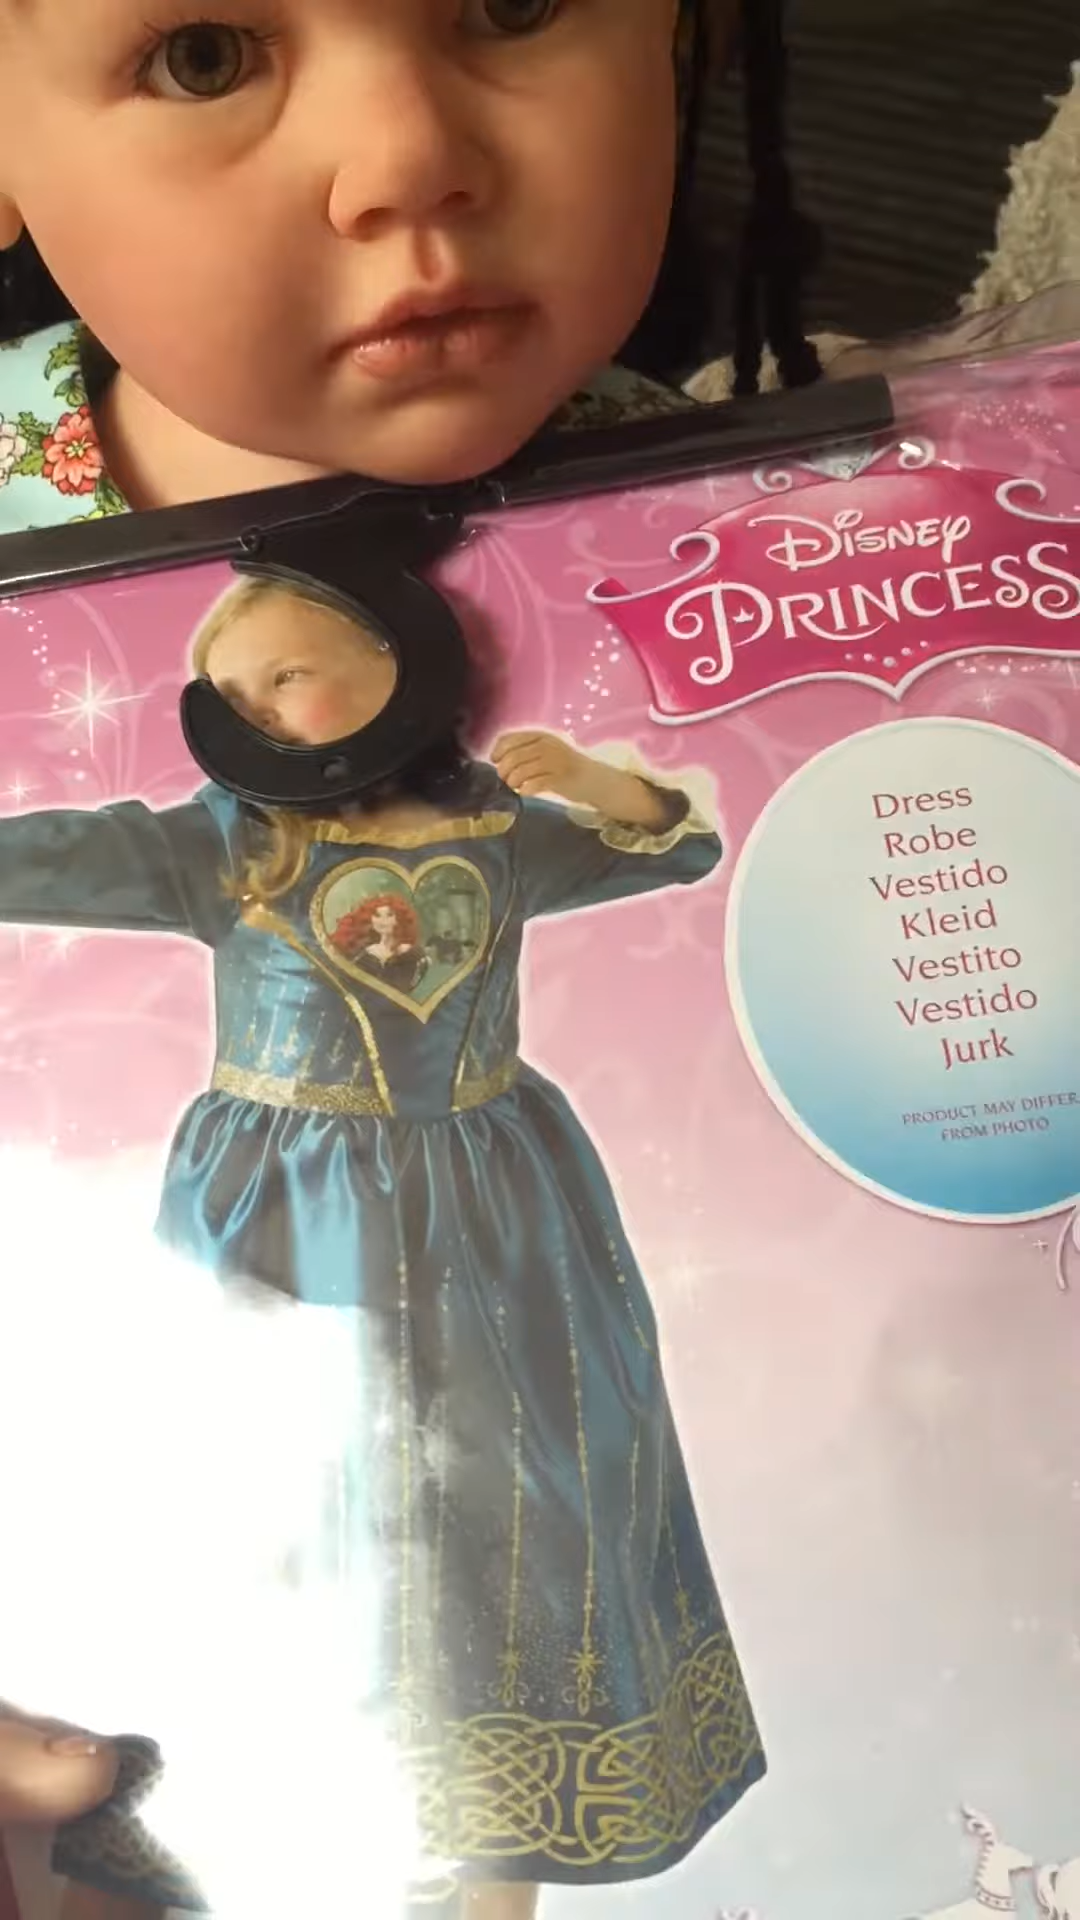 Disney
PRINCESS
Dress
Robe
Vestido
Kleid
Vestito
Vestido
Jurk
PRODUCT MAY DIFFER
FROM PHOTO